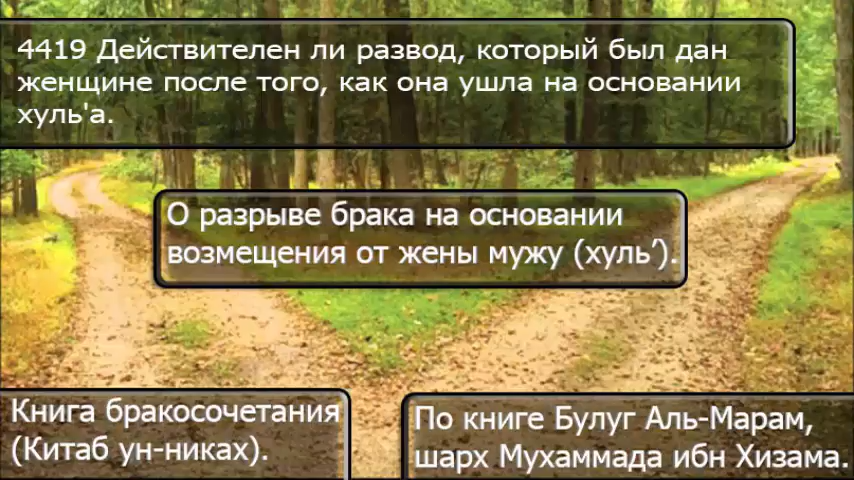 4419 Действителен ли развод, который был дан
женщине после того, как она ушла на основании
хуль'а.
О разрыве брака на основании
возмещения от жены мужу (хуль’).
Книга бракосочетания
(Китаб ун-никах).
По книге Булуг Аль-Марам,
шарх Мухаммада ибн Хизама.